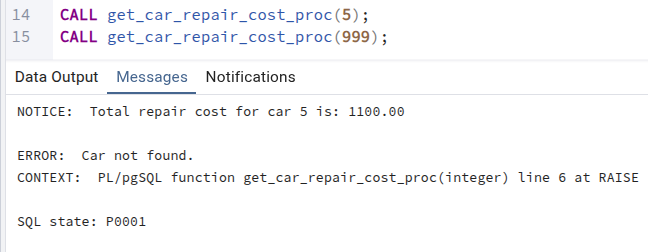 14 CALL get_car_repair_cost_proc(5);
15 CALL get_car_repair_cost_proc(999);
Data Output Messages Notifications
NOTICE:  Total repair cost for car 5 is: 1100.00
ERROR:  Car not found.
CONTEXT:  PL/pgSQL function get_car_repair_cost_proc(integer) line 6 at RAISE
SQL state: P0001